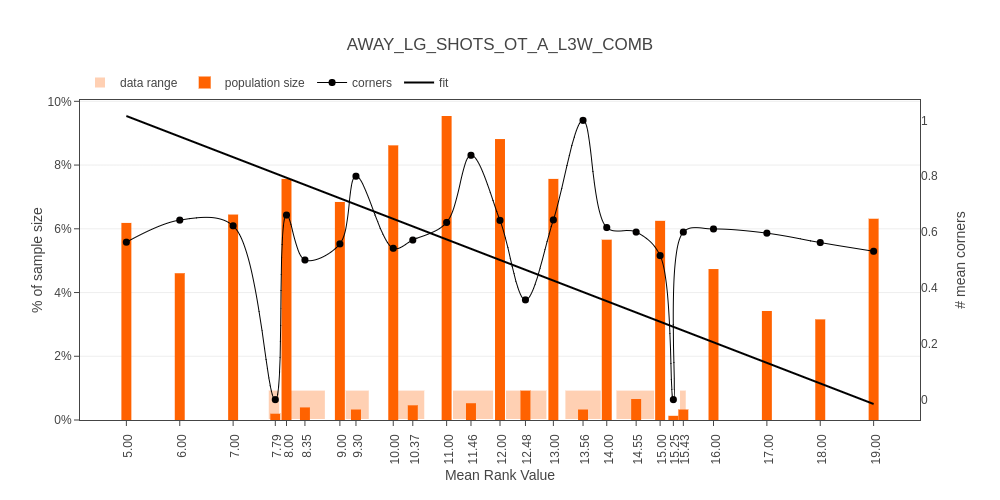 AWAY_LG_SHOTS_OT_A_L3W_COMB
data range population size corners fit
10%
8%
6%
4%
2%
0%
% of sample size
1
0.8
0.6
0.4
0.2
0
# mean corners
5.00 6.00 7.00 7.79 8.00 8.35 9.00 9.30 10.00 10.37 11.00 11.46 12.00 12.48 13.00 13.56 14.00 14.55 15.00 15.25 15.43 16.00 17.00 18.00 19.00
Mean Rank Value